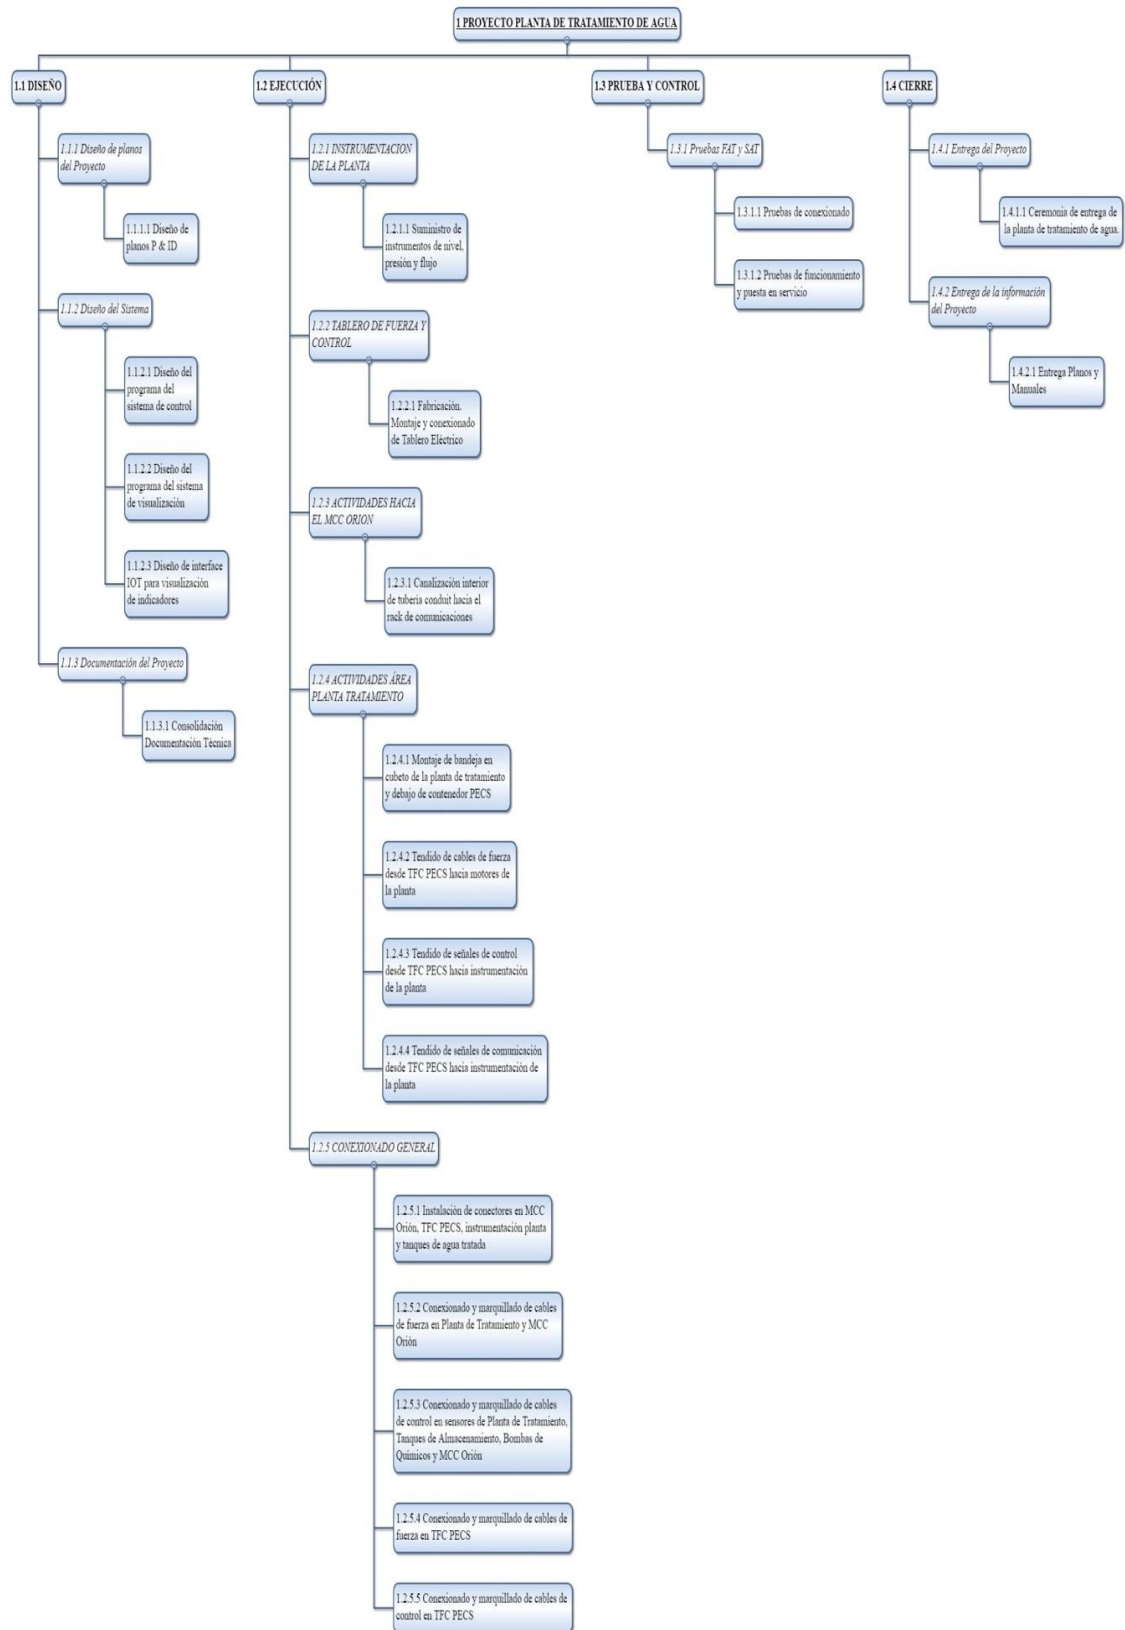 1 PROYECTO PLANTA DE TRATAMIENTO DE AGUA
1.1 DISEÑO
1.1.1 Diseño de planos
del Proyecto
1.1.1.1 Diseño de
planos P & ID
1.1.2 Diseño del Sistema
1.1.2.1 Diseño del
programa del
sistema de control
1.1.2.2 Diseño del
programa del sistema
de visualización
1.1.2.3 Diseño de interface
IOT para visualización
de indicadores
1.1.3 Documentación del Proyecto
1.1.3.1 Consolidación
Documentación Técnica
1.2 EJECUCIÓN
1.2.1 INSTRUMENTACION
DE LA PLANTA
1.2.1.1 Suministro de
instrumentos de nivel,
presión y flujo
1.2.2 TABLERO DE FUERZA Y
CONTROL
1.2.2.1 Fabricación.
Montaje y conexionado
de Tablero Eléctrico
1.2.3 ACTIVIDADES HACIA
EL MCC ORION
1.2.3.1 Canalización interior
de tubería conduit hacia el
rack de comunicaciones
1.2.4 ACTIVIDADES ÁREA
PLANTA TRATAMIENTO
1.2.4.1 Montaje de bandeja en
cubeto de la planta de tratamiento
y debajo de contenedor PECS
1.2.4.2 Tendido de cables de fuerza
desde TFC PECS hacia motores de
la planta
1.2.4.3 Tendido de señales de control
desde TFC PECS hacia instrumentación
de la planta
1.2.4.4 Tendido de señales de comunicación
desde TFC PECS hacia instrumentación de
la planta
1.2.5 CONEXIONADO GENERAL
1.2.5.1 Instalación de conectores en MCC
Orión, TFC PECS, instrumentación planta
y tanques de agua tratada
1.2.5.2 Conexionado y marquillado de cables
de fuerza en Planta de Tratamiento y MCC
Orión
1.2.5.3 Conexionado y marquillado de cables
de control en sensores de Planta de Tratamiento,
Tanques de Almacenamiento, Bombas de
Químicos y MCC Orión
1.2.5.4 Conexionado y marquillado de cables de
fuerza en TFC PECS
1.2.5.5 Conexionado y marquillado de cables de
control en TFC PECS
1.3 PRUEBA Y CONTROL
1.3.1 Pruebas FAT y SAT
1.3.1.1 Pruebas de conexionado
1.3.1.2 Pruebas de funcionamiento
y puesta en servicio
1.4 CIERRE
1.4.1 Entrega del Proyecto
1.4.1.1 Ceremonia de entrega de
la planta de tratamiento de agua.
1.4.2 Entrega de la información
del Proyecto
1.4.2.1 Entrega Planos y
Manuales